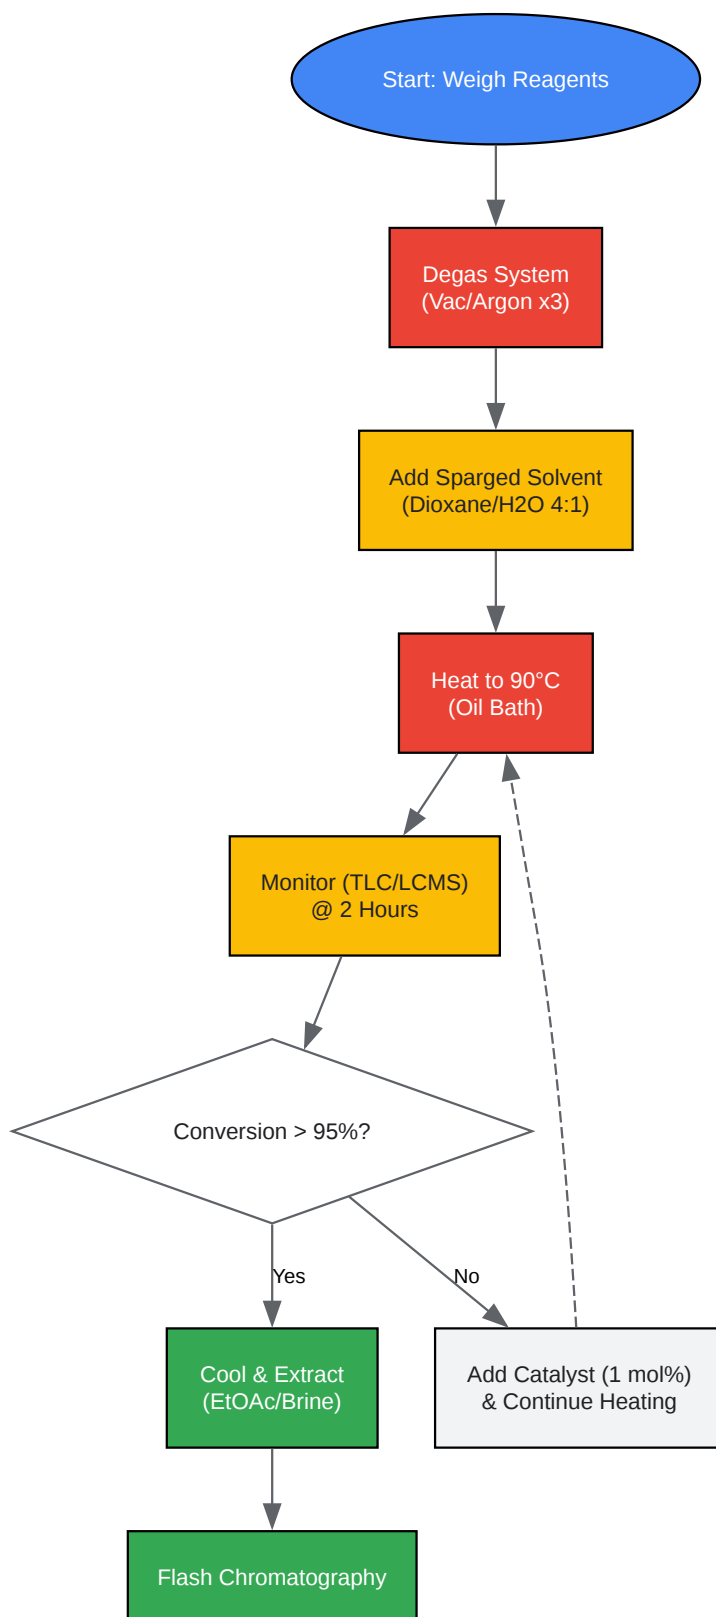 Start: Weigh Reagents
Degas System
(Vac/Argon x3)
Add Sparged Solvent
(Dioxane/H2O 4:1)
Heat to 90°C
(Oil Bath)
Monitor (TLC/LCMS)
@ 2 Hours
Conversion > 95%?
Yes
No
Cool & Extract
(EtOAc/Brine)
Add Catalyst (1 mol%)
& Continue Heating
Flash Chromatography